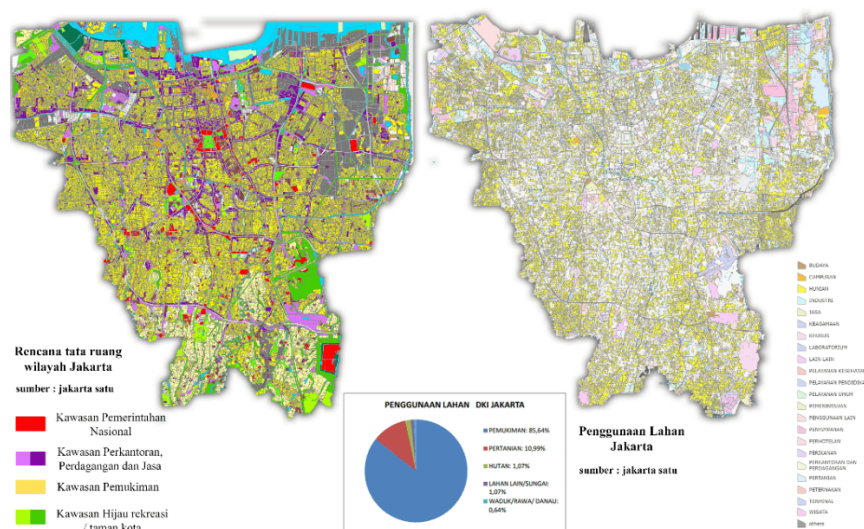 Rencana tata ruang
wilayah Jakarta
sumber : jakarta satu
Kawasan Pemerintahan
Nasional
Kawasan Perkantoran,
Perdagangan dan Jasa
Kawasan Pemukiman
Kawasan Hijau rekreasi
/ taman kota
PENGGUNAAN LAHAN DKI JAKARTA
PEMUKIMAN: 85,64%
PERTANIAN: 10,99%
HUTAN: 1,07%
LAHAN LAIN/SUNGAI:
1,07%
WADUK/RAWA/ DANAU:
0,64%
Penggunaan Lahan
Jakarta
sumber : jakarta satu
BUDAYA
CAMPURAN
HUNIAN
INDUSTRI
JASA
KEAGAMAAN
KHUSUS
LABORATORIUM
LAIN LAIN
PELAYANAN KESEHATAN
PELAYANAN PENDIDIKA
PELAYANAN UMUM
PEMERINTAHAN
PENGGUNAAN LAIN
PERHOTELAN
PERIKANAN
PERKANTORAN DAN
PERDAGANGAN
PERTANIAN
PETERNAKAN
TERMINAL
WISATA
others